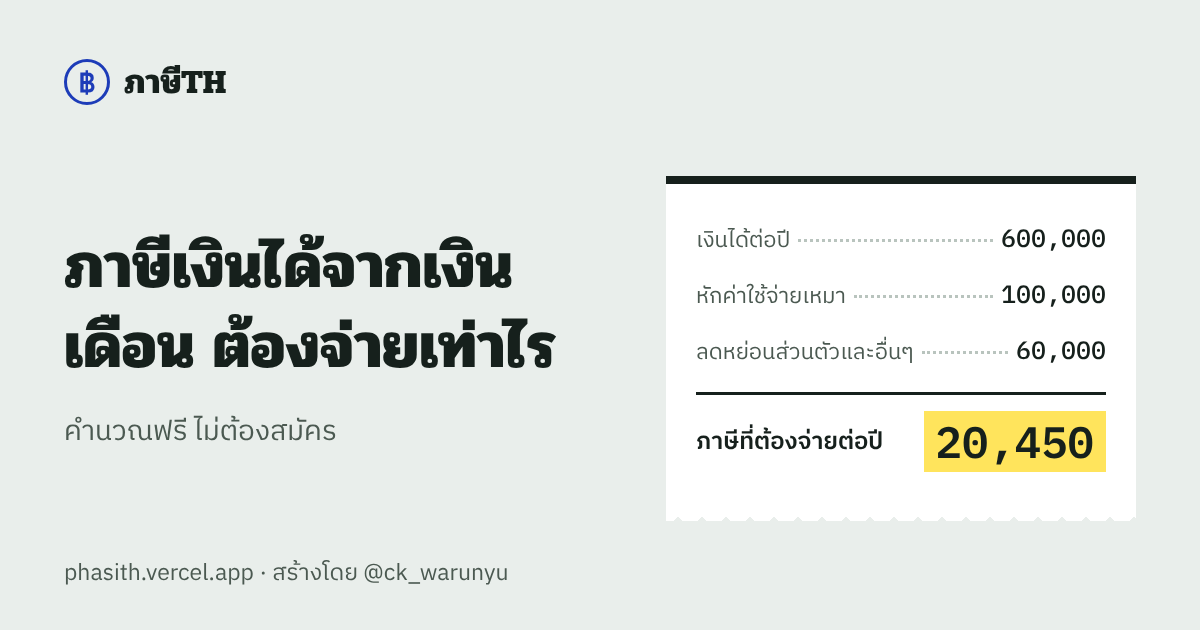 ฿ ภาษีTH
ภาษีเงินได้จากเงิน
เดือน ต้องจ่ายเท่าไร
คำนวณฟรี ไม่ต้องสมัคร
เงินได้ต่อปี 600,000
หักค่าใช้จ่ายเหมา 100,000
ลดหย่อนส่วนตัวและอื่นๆ 60,000
ภาษีที่ต้องจ่ายต่อปี 20,450
phasith.vercel.app · สร้างโดย @ck_warunyu